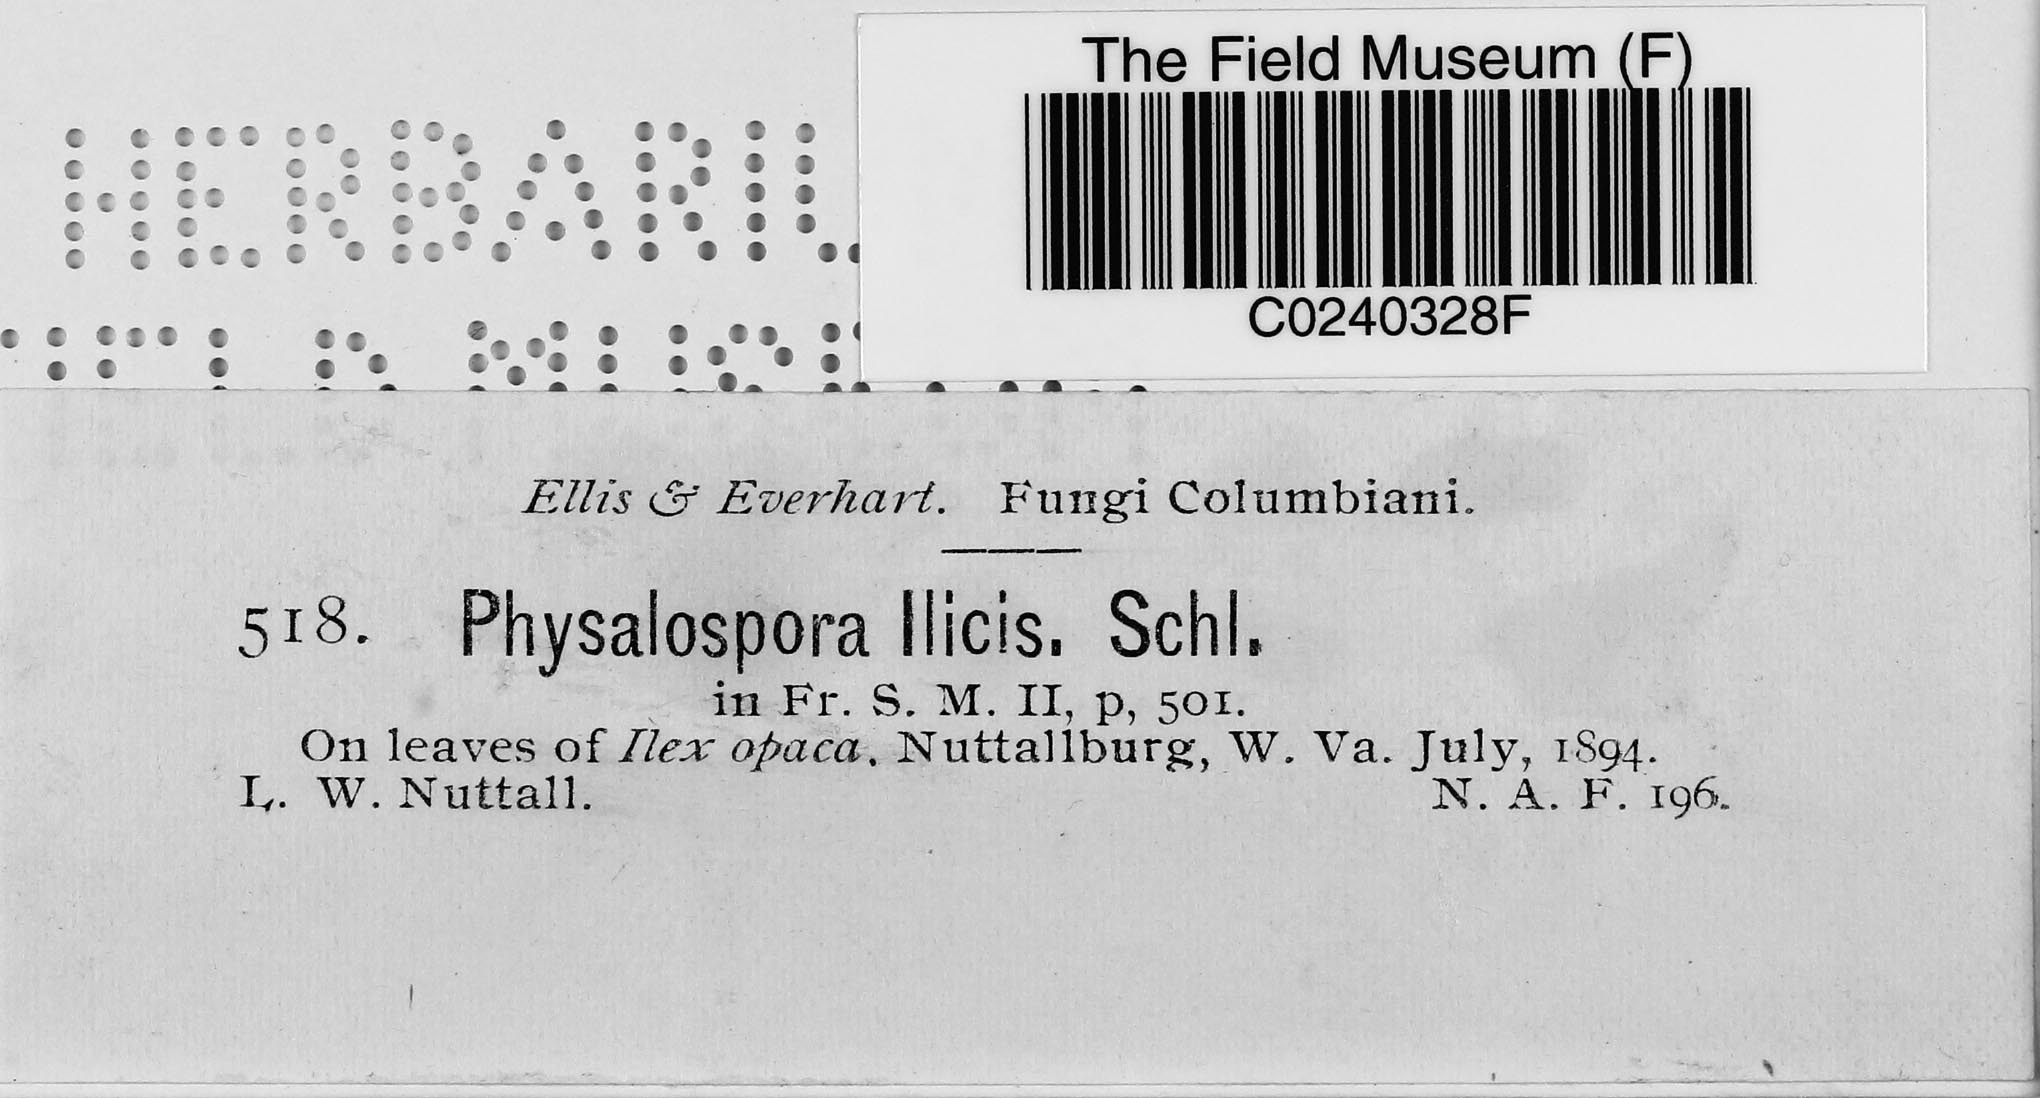 The Field Museum (F)
C0240328F
Ellis & Everhart. Fungi Columbiani.
518. Physalospora Ilicis. Schl.
in Fr. S. M. II, p, 501.
On leaves of Ilex opaca. Nuttallburg, W. Va. July, 1894.
L. W. Nuttall. N. A. F. 196.